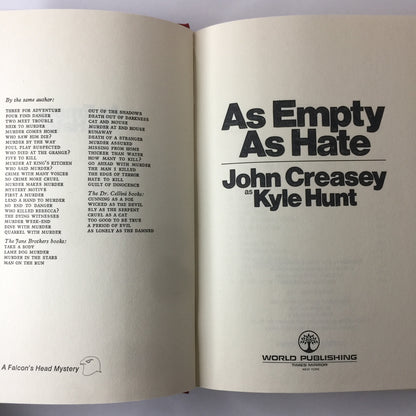 By the same author:
THREE FOR ADVENTURE
FOUR FIND DANGER
TWO MEET TROUBLE
HEIR TO MURDER
MURDER COMES HOME
WHO SAW HIM DIE?
MURDER BY THE WAY
FOUL PLAY SUSPECTED
WHO DIED AT THE GRANGE?
FIVE TO KILL
MURDER AT KING'S KITCHEN
WHO SAID MURDER?
CRIME WITH MANY VOICES
NO CRIME MORE CRUEL
MURDER MAKES MURDER
MYSTERY MOTIVE
FIRST A MURDER
LEND A HAND TO MURDER
NO END TO DANGER
WHO KILLED REBECCA?
THE DYING WITNESSES
MURDER WEEK-END
DINE WITH MURDER
QUARREL WITH MURDER
The Jane Brothers books:
TAKE A BODY
LAME DOG MURDER
MURDER IN THE STARS
MAN ON THE RUN
OUT OF THE SHADOWS
DEATH OUT OF DARKNESS
CAT AND MOUSE
MURDER AT END HOUSE
RUNAWAY
DEATH OF A STRANGER
MURDER ASSURED
MISSING FROM HOME
THICKER THAN WATER
HOW MANY TO KILL?
GO AHEAD WITH MURDER
THE MAN I KILLED
THE EDGE OF TERROR
HATE TO KILL
GUILT OF INNOCENCE
The Dr. Cellini books:
CUNNING AS A FOX
WICKED AS THE DEVIL
SLY AS THE SERPENT
CRUEL AS A CAT
TOO GOOD TO BE TRUE
A PERIOD OF EVIL
AS LONELY AS THE DAMNED
A Falcon's Head Mystery
As Empty
As Hate
John Creasey
as Kyle Hunt
WORLD PUBLISHING
TIMES MIRROR
NEW YORK